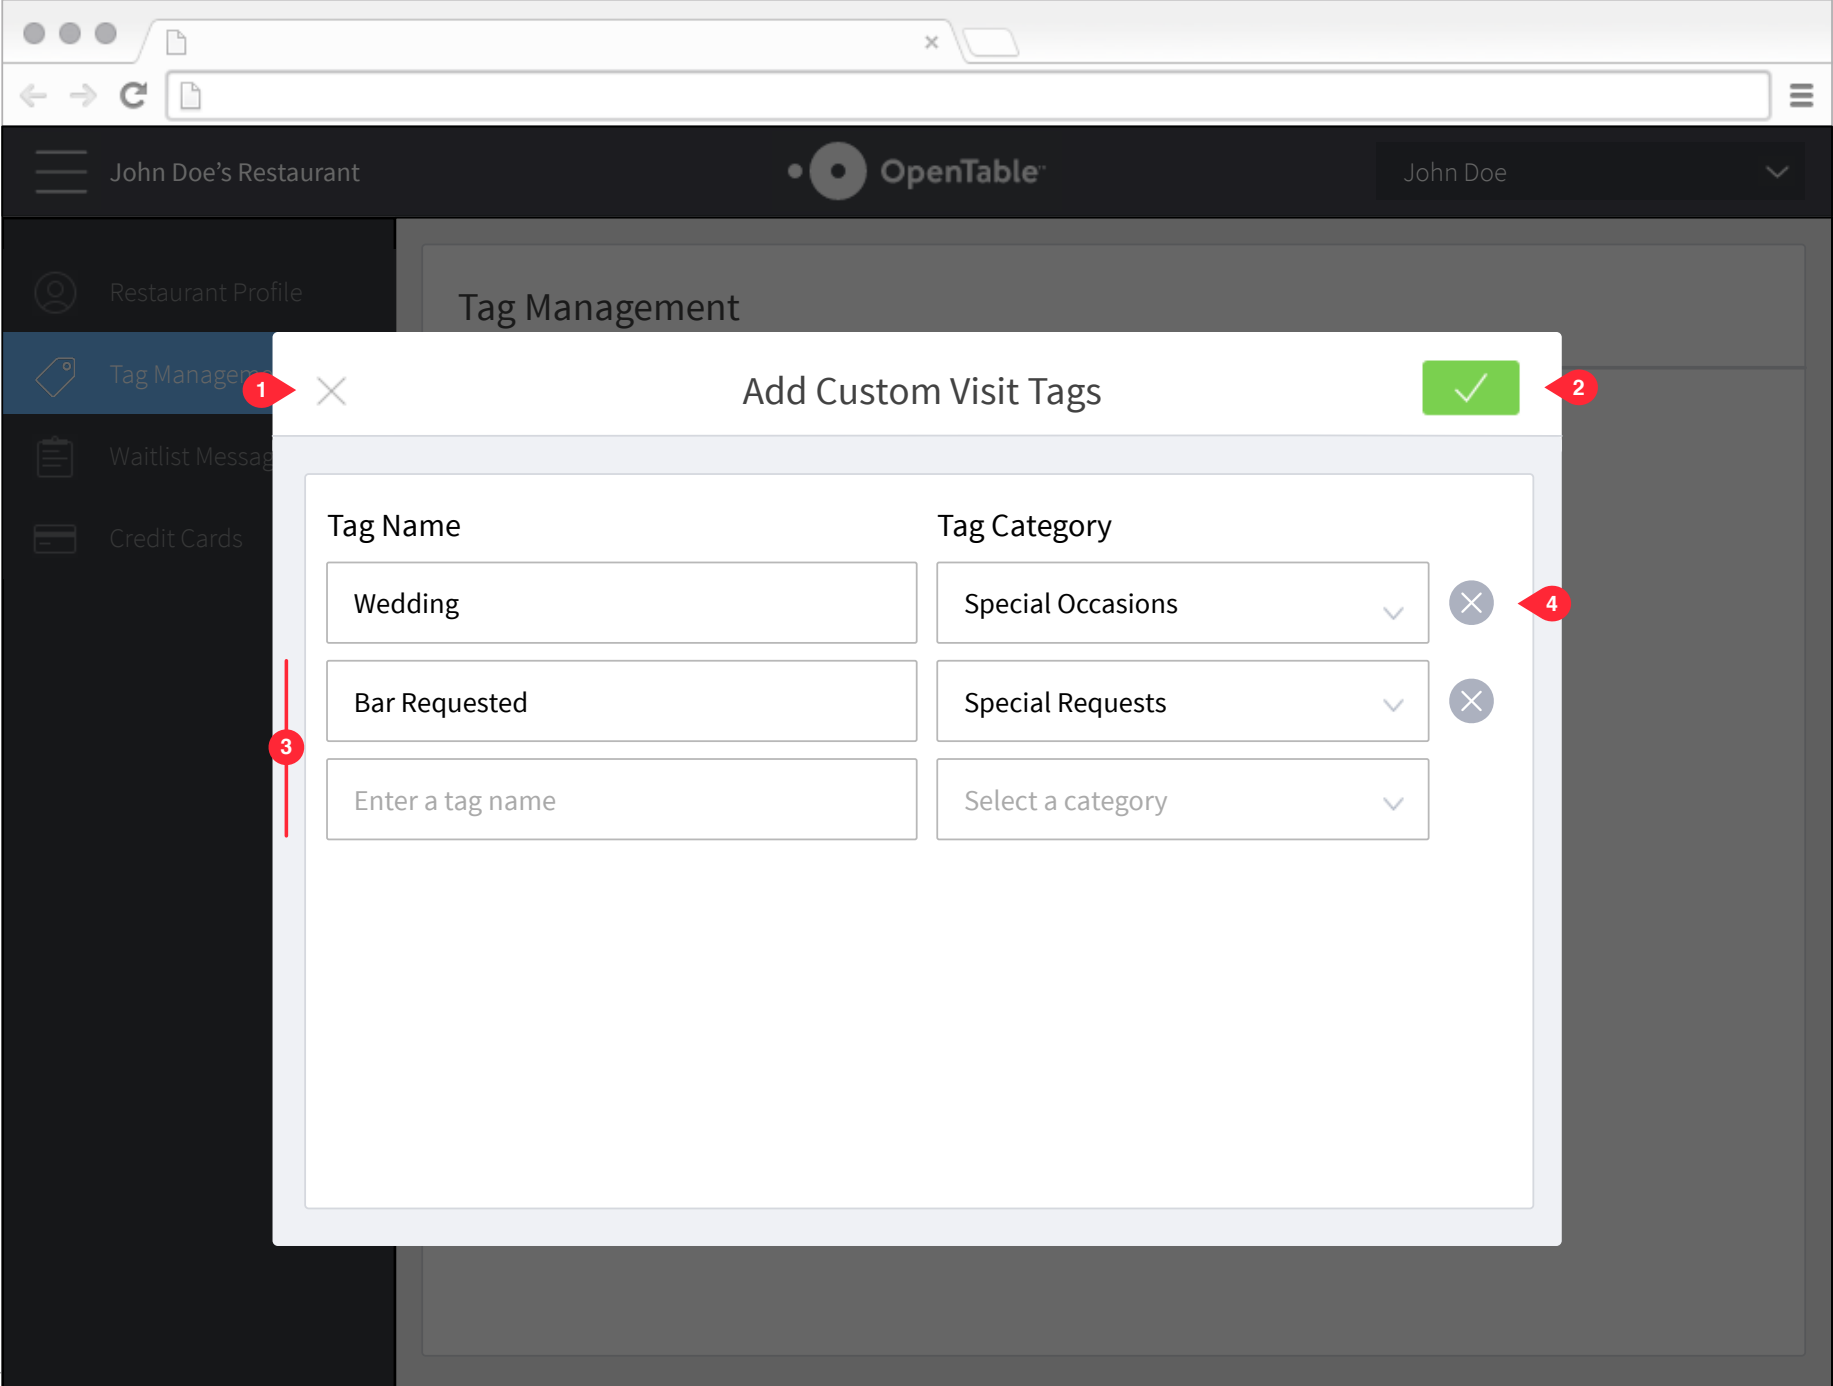 John Doe’s Restaurant
OpenTable
John Doe
Restaurant Profile
Tag Management
Tag Managem
1
Add Custom Visit Tags
2
Waitlist Messag
Credit Cards
Tag Name
Tag Category
Wedding
Special Occasions
4
Bar Requested
Special Requests
3
Enter a tag name
Select a category